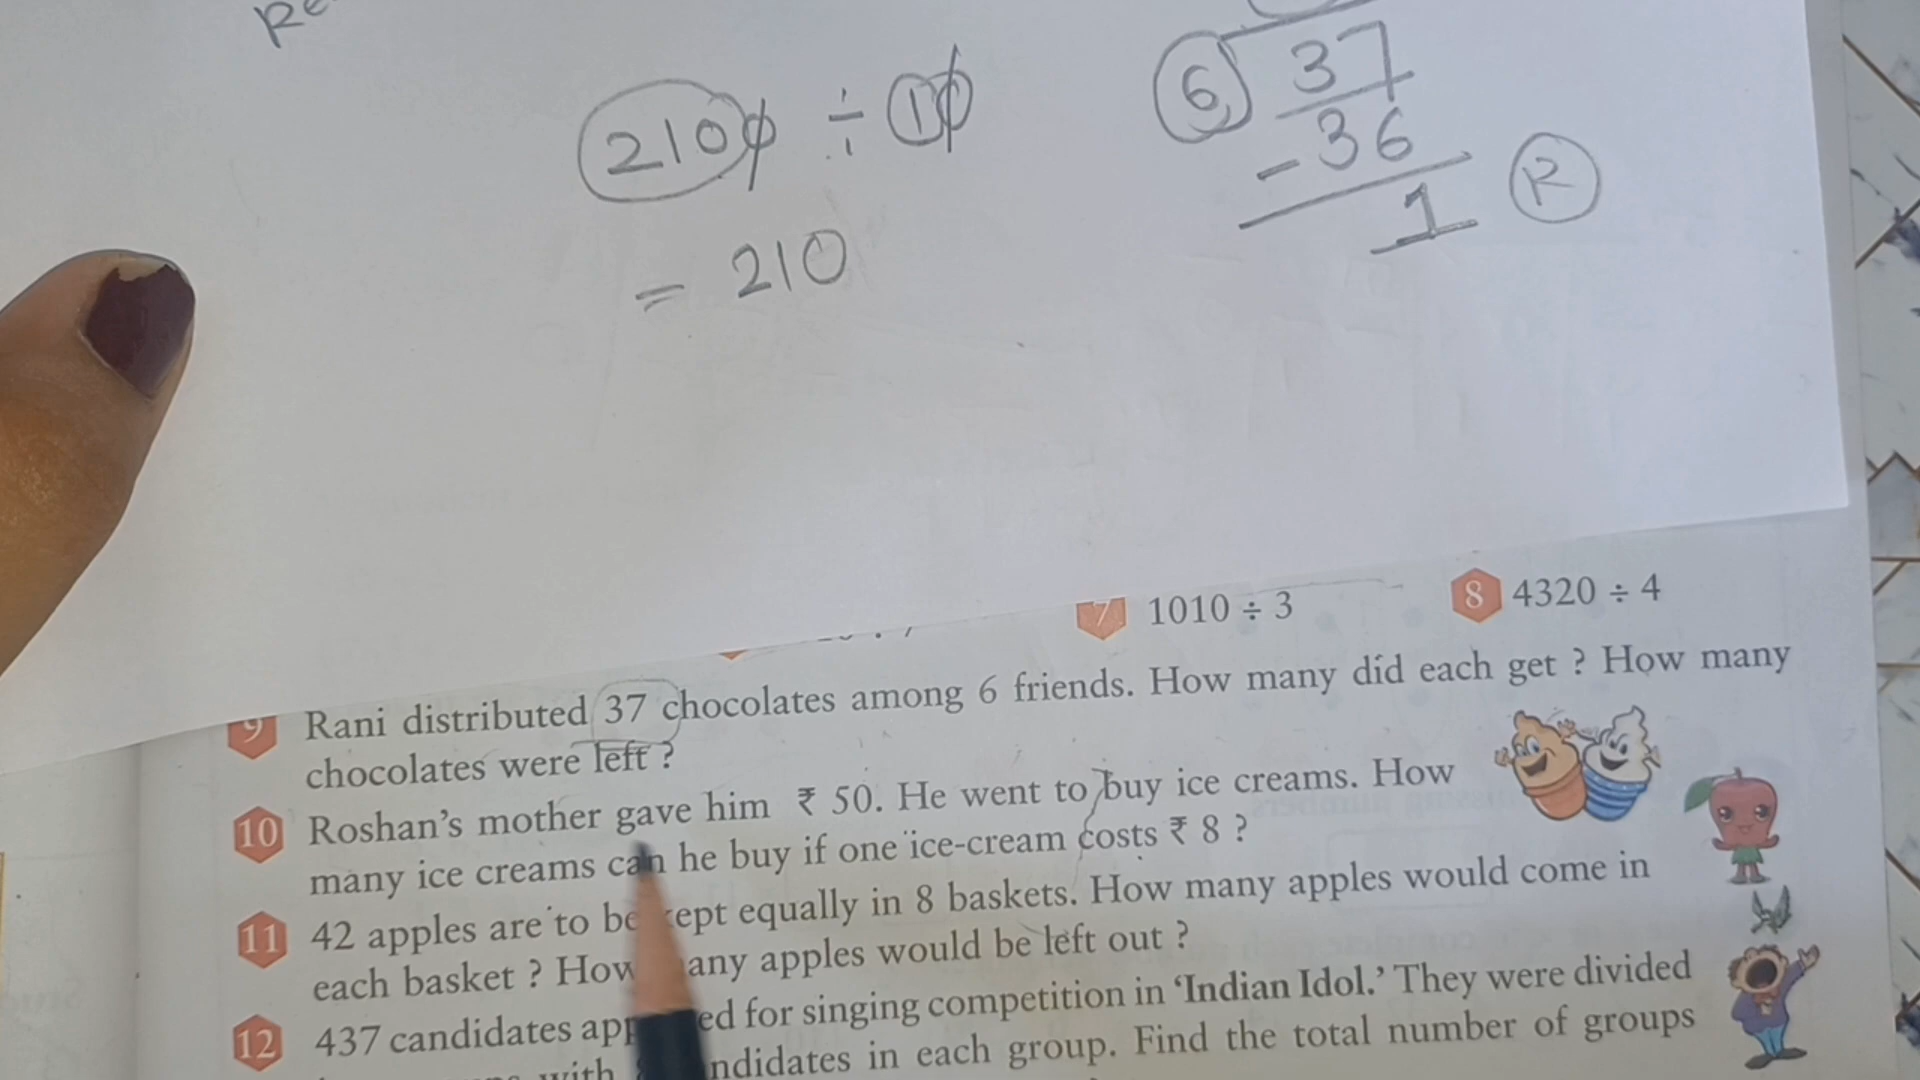 Re
2100 ÷ 10
= 210
6 37
- 36
1 R
7 1010 ÷ 3
8 4320 ÷ 4
9 Rani distributed 37 chocolates among 6 friends. How many did each get ? How many
chocolates were left ?
10 Roshan's mother gave him ₹ 50. He went to buy ice creams. How
many ice creams can he buy if one ice-cream costs ₹ 8 ?
11 42 apples are to be kept equally in 8 baskets. How many apples would come in
each basket ? How many apples would be left out ?
12 437 candidates app ed for singing competition in 'Indian Idol.' They were divided
with ndidates in each group. Find the total number of groups